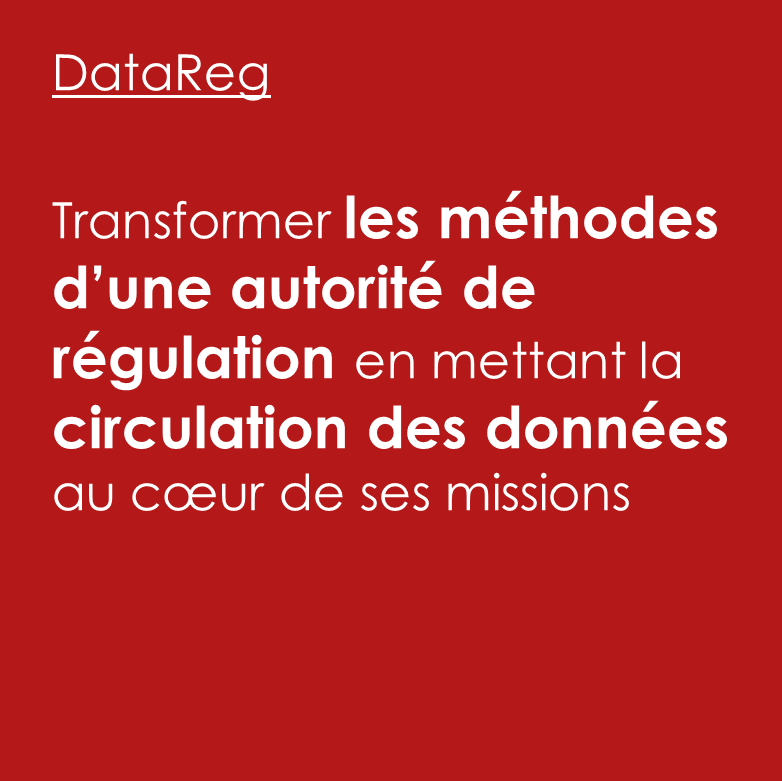 DataReg
Transformer les méthodes
d’une autorité de
régulation en mettant la
circulation des données
au cœur de ses missions